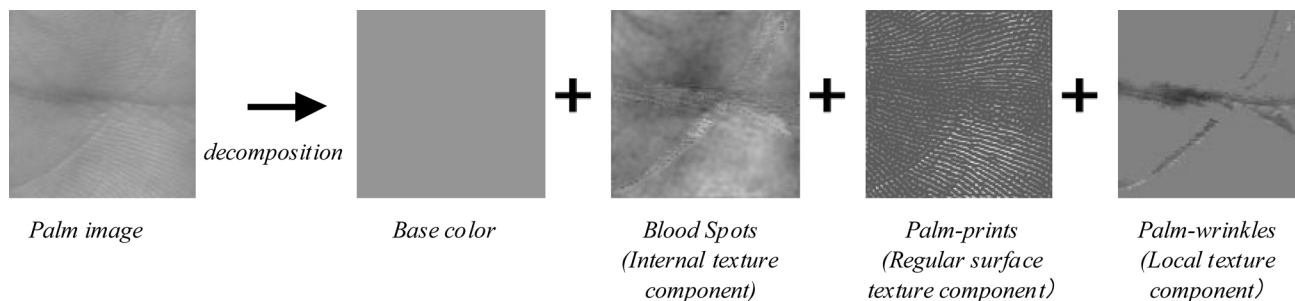 decomposition
Palm image
Base color
Blood Spots
(Internal texture
component)
Palm-prints
(Regular surface
texture component）
Palm-wrinkles
(Local texture
component）